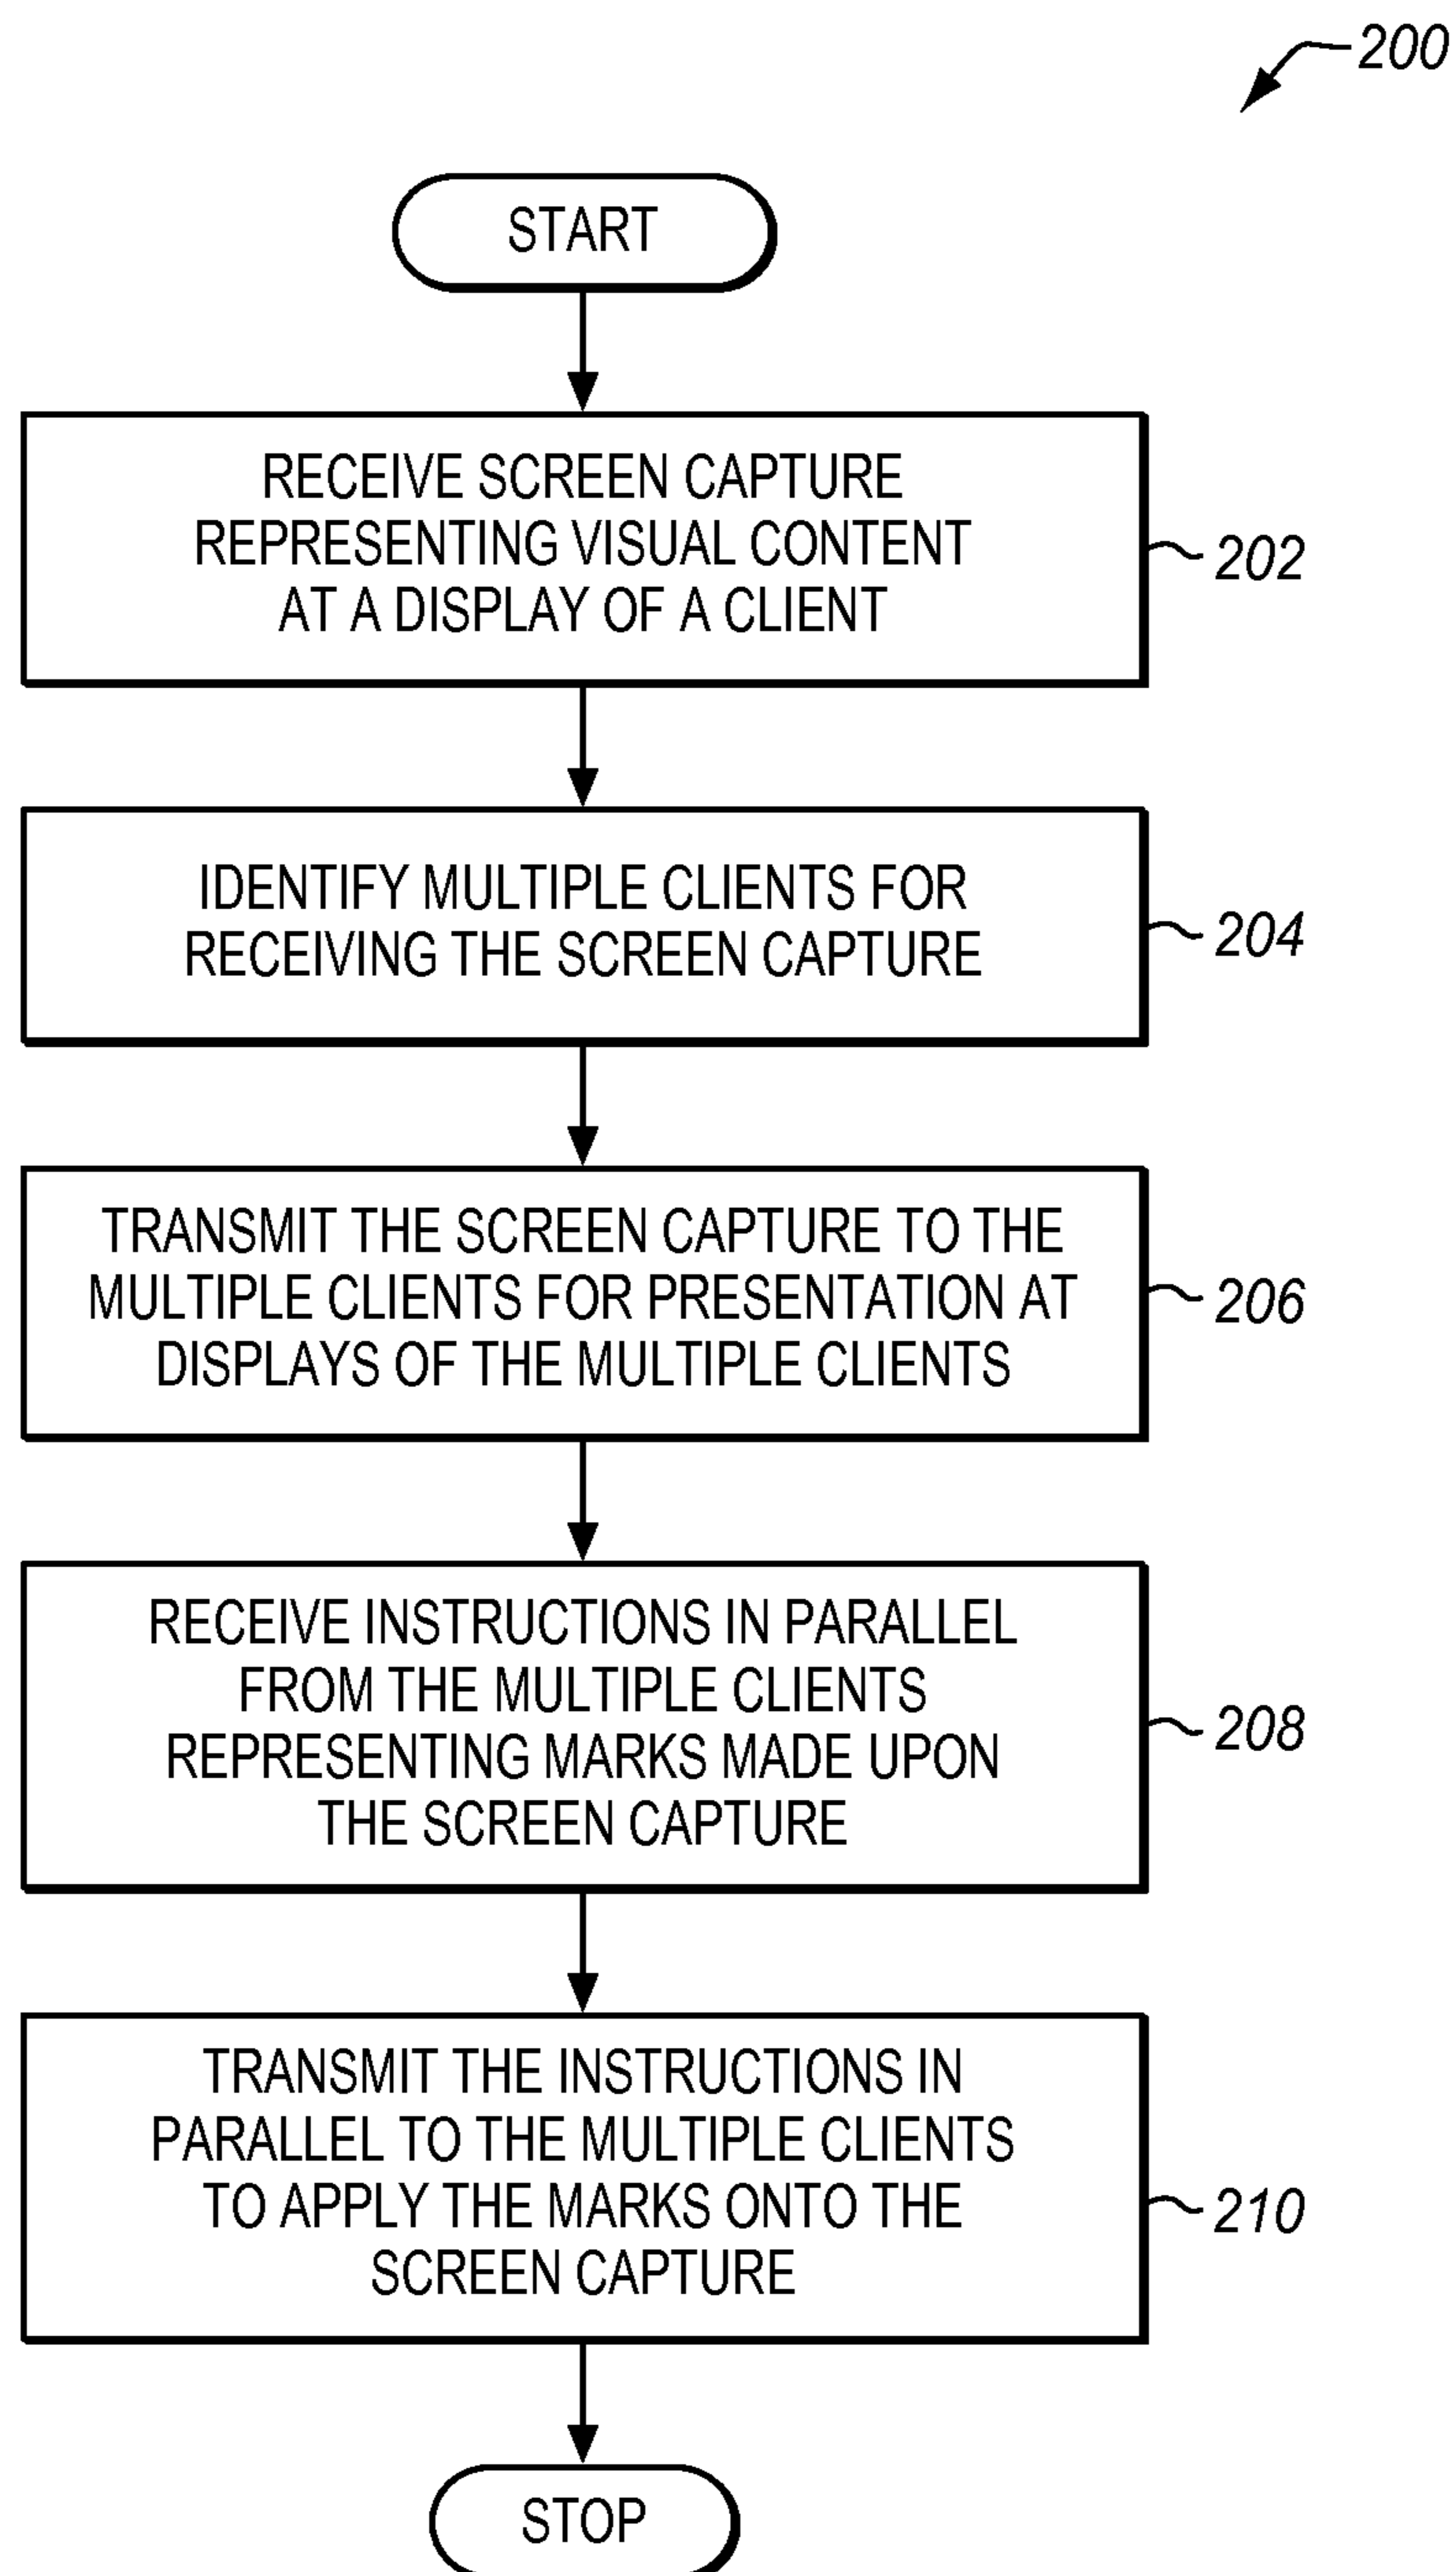 200
START
RECEIVE SCREEN CAPTURE
REPRESENTING VISUAL CONTENT
AT A DISPLAY OF A CLIENT
202
IDENTIFY MULTIPLE CLIENTS FOR
RECEIVING THE SCREEN CAPTURE
204
TRANSMIT THE SCREEN CAPTURE TO THE
MULTIPLE CLIENTS FOR PRESENTATION AT
DISPLAYS OF THE MULTIPLE CLIENTS
206
RECEIVE INSTRUCTIONS IN PARALLEL
FROM THE MULTIPLE CLIENTS
REPRESENTING MARKS MADE UPON
THE SCREEN CAPTURE
208
TRANSMIT THE INSTRUCTIONS IN
PARALLEL TO THE MULTIPLE CLIENTS
TO APPLY THE MARKS ONTO THE
SCREEN CAPTURE
210
STOP